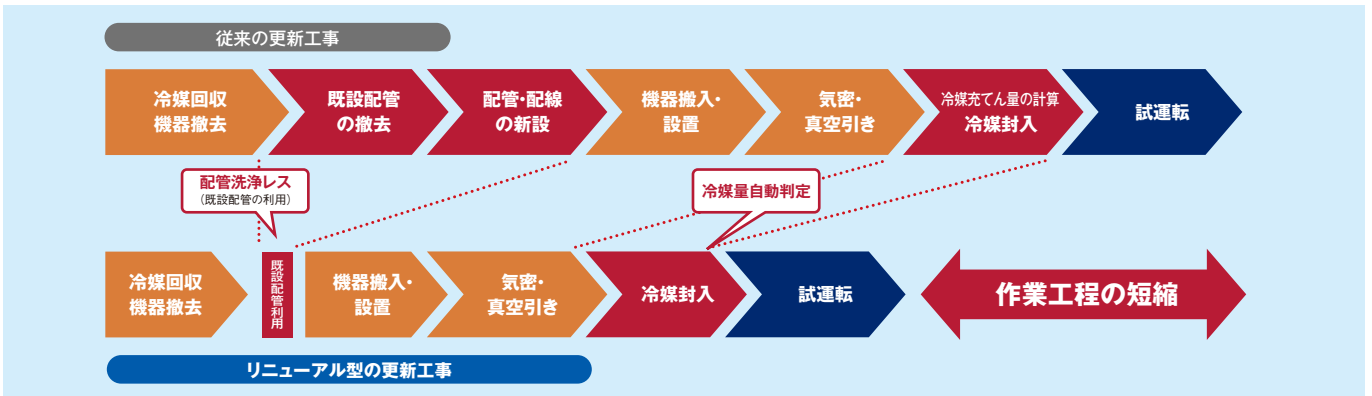 従来の更新工事
冷媒回収
機器撤去
既設配管
の撤去
配管・配線
の新設
機器搬入・
設置
気密・
真空引き
冷媒充てん量の計算
冷媒封入
試運転
配管洗浄レス
(既設配管の利用)
冷媒量自動判定
冷媒回収
機器撤去
既設配管利用
機器搬入・
設置
気密・
真空引き
冷媒封入
試運転
作業工程の短縮
リニューアル型の更新工事